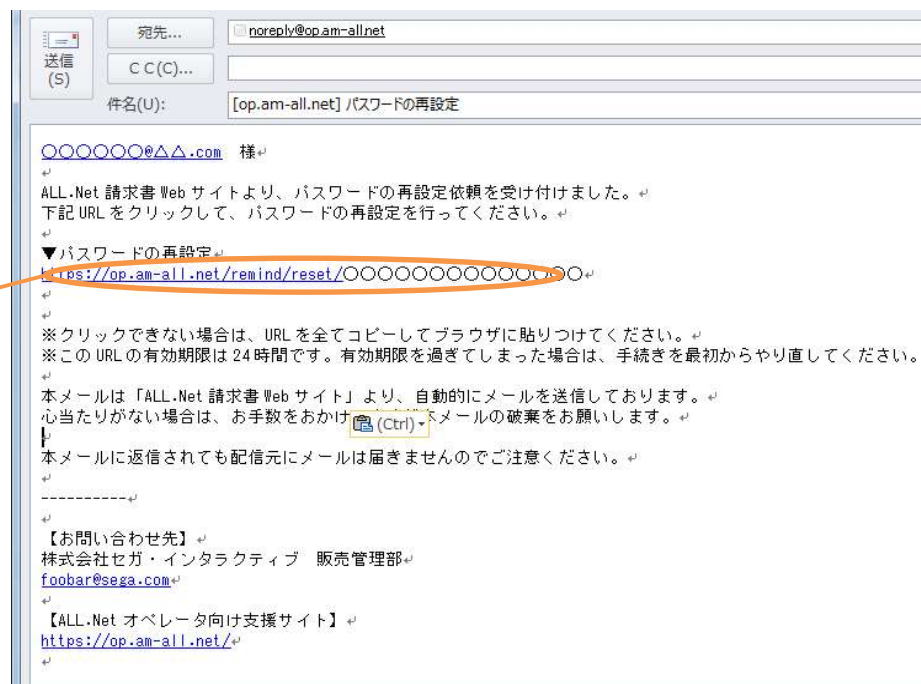 宛先...
noreply@op.am-all.net
送信
(S)
C C(C)...
件名(U):
[op.am-all.net] パスワードの再設定
○○○○○○@△△.com 様
ALL.Net 請求書 Web サイトより、パスワードの再設定依頼を受け付けました。
下記 URL をクリックして、パスワードの再設定を行ってください。
▼パスワードの再設定
https://op.am-all.net/remind/reset/○○○○○○○○○○○○○○
※クリックできない場合は、URL を全てコピーしてブラウザに貼りつけてください。
※この URL の有効期限は 24 時間です。有効期限を過ぎてしまった場合は、手続きを最初からやり直してください。
本メールは「ALL.Net 請求書 Web サイト」より、自動的にメールを送信しております。
心当たりがない場合は、お手数をおかけ メールの破棄をお願いします。
(Ctrl)
本メールに返信されても配信元にメールは届きませんのでご注意ください。
----------
【お問い合わせ先】
株式会社セガ・インタラクティブ 販売管理部
foobar@sega.com
【ALL.Net オペレータ向け支援サイト】
https://op.am-all.net/